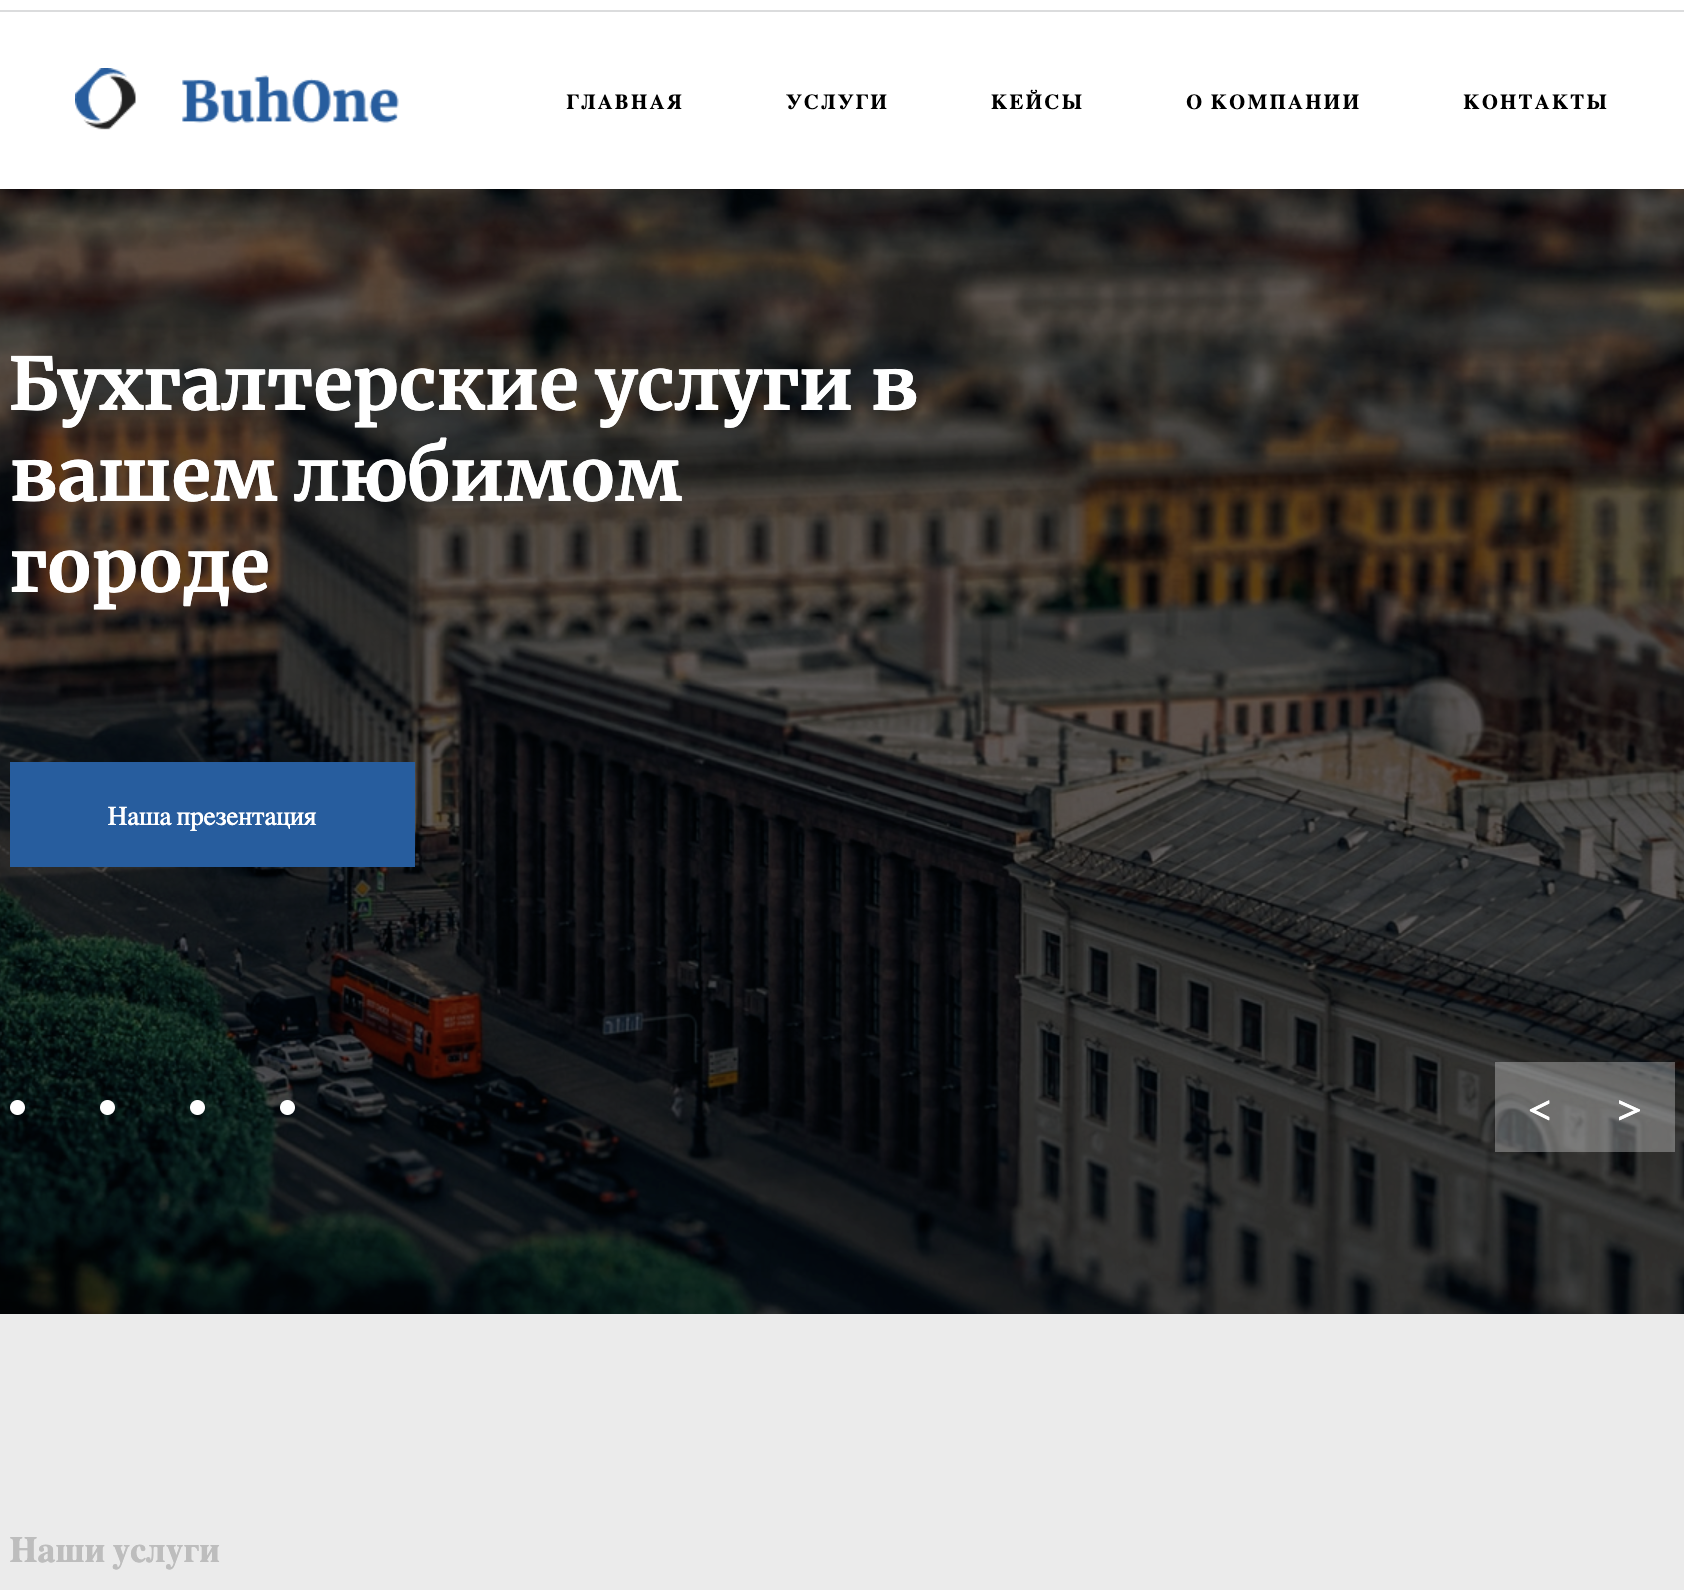 BuhOne
ГЛАВНАЯ
УСЛУГИ
КЕЙСЫ
О КОМПАНИИ
КОНТАКТЫ
Бухгалтерские услуги в
вашем любимом
городе
Наша презентация
< >
Наши услуги